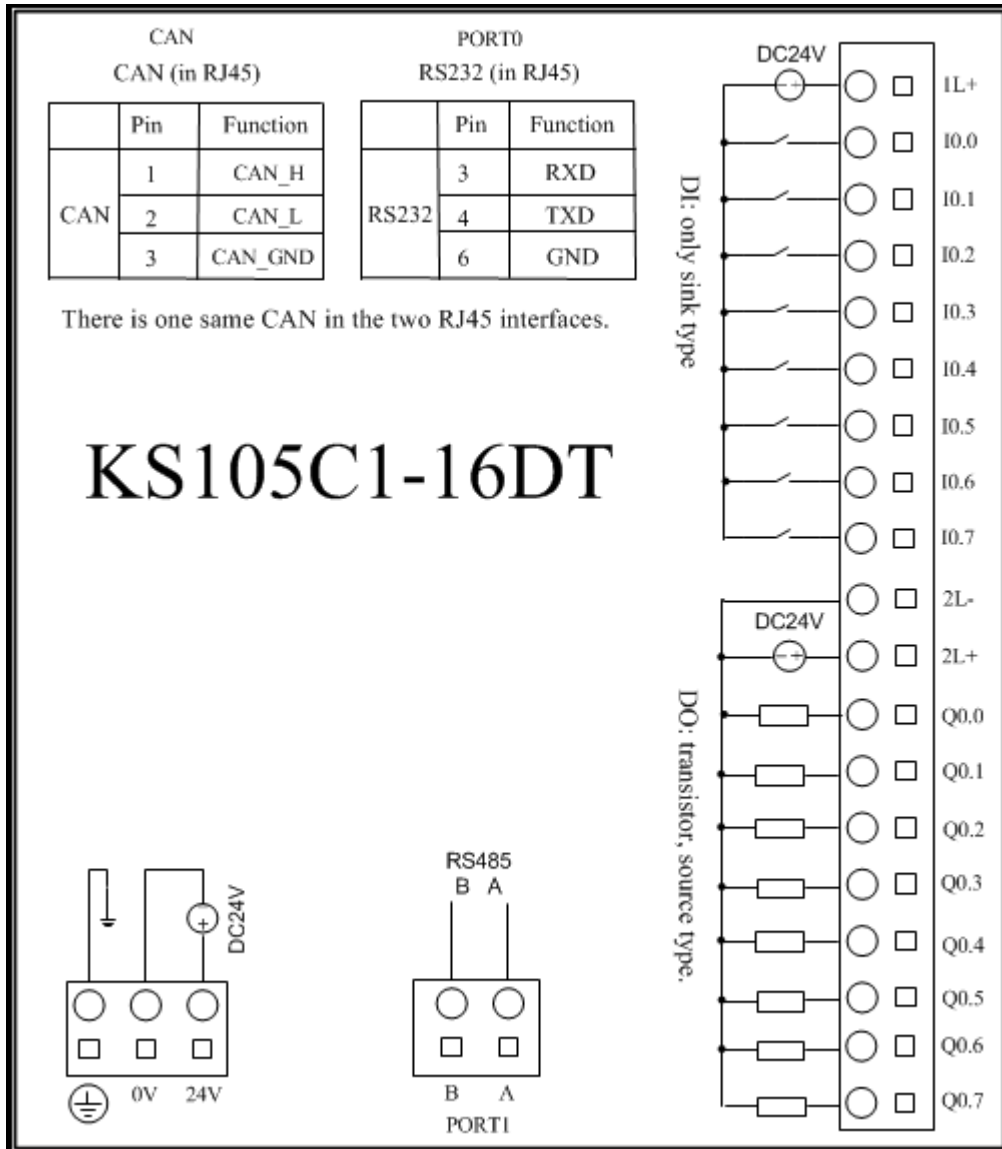 CAN
CAN (in RJ45)
Pin Function
CAN
1 CAN_H
2 CAN_L
3 CAN_GND
PORT0
RS232 (in RJ45)
Pin Function
RS232
3 RXD
4 TXD
6 GND
There is one same CAN in the two RJ45 interfaces.
KS105C1-16DT
DC24V
1L+
I0.0
I0.1
I0.2
I0.3
I0.4
I0.5
I0.6
I0.7
DI: only sink type
2L-
DC24V
2L+
Q0.0
Q0.1
Q0.2
Q0.3
Q0.4
Q0.5
Q0.6
Q0.7
DO: transistor, source type.
DC24V
0V 24V
RS485
B A
B A
PORT1